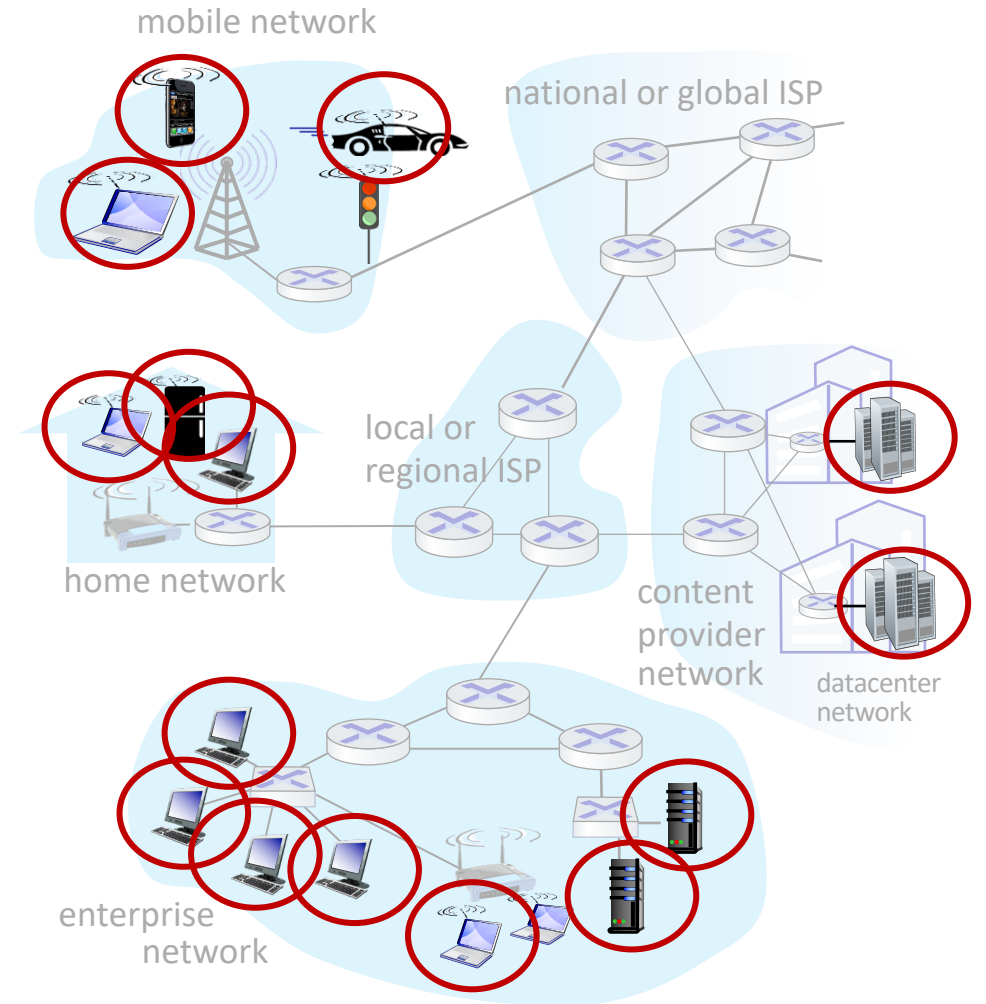 mobile network
national or global ISP
local or
regional ISP
home network
content
provider
network
datacenter
network
enterprise
network